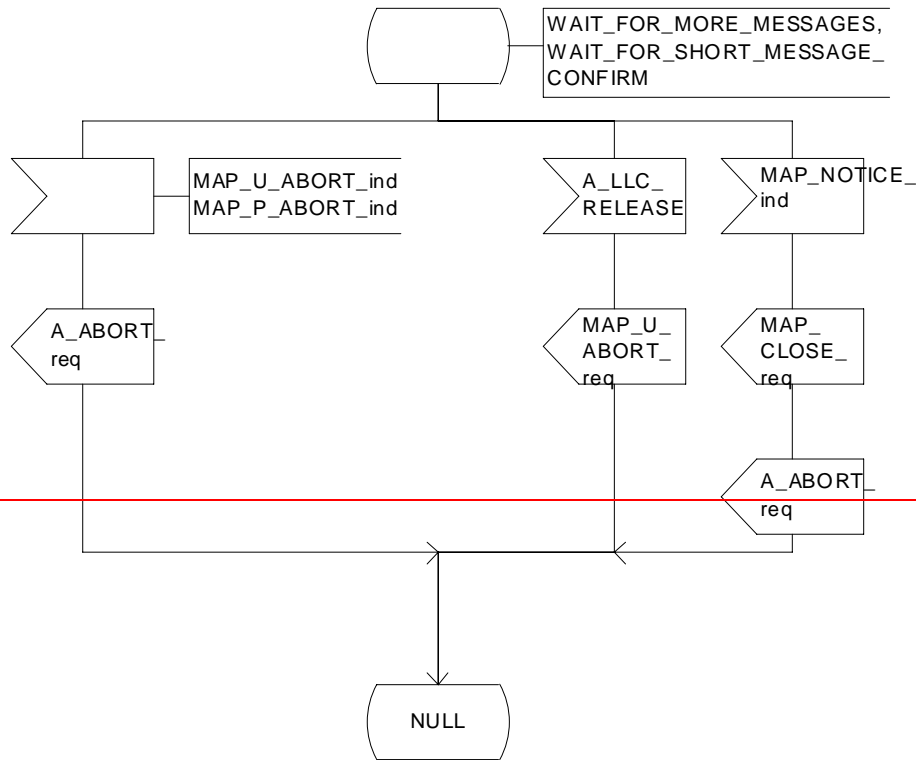 WAIT_FOR_MORE_MESSAGES,
WAIT_FOR_SHORT_MESSAGE_
CONFIRM
MAP_U_ABORT_ind
MAP_P_ABORT_ind
A_LLC_
RELEASE
MAP_NOTICE_
ind
A_ABORT_
req
MAP_U_
ABORT_
req
MAP_
CLOSE_
req
A_ABORT_
req
NULL